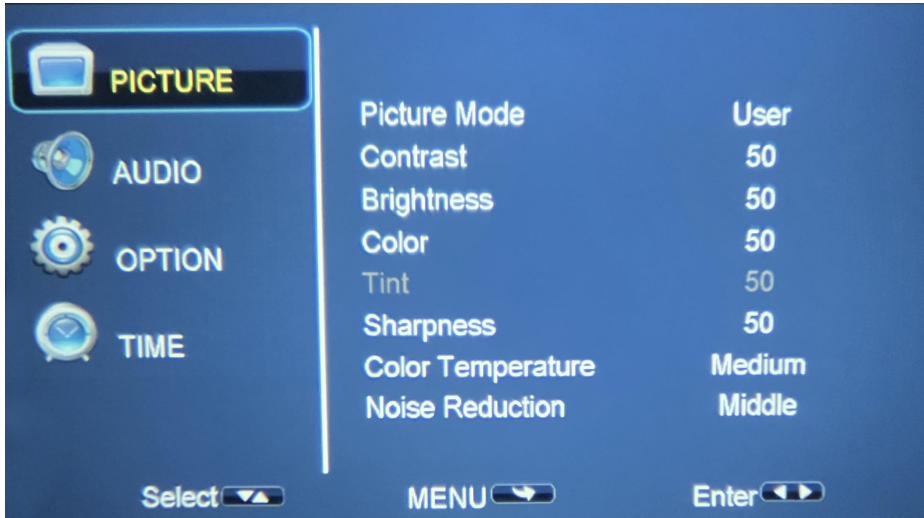 PICTURE
AUDIO
OPTION
TIME
Picture Mode User
Contrast 50
Brightness 50
Color 50
Tint 50
Sharpness 50
Color Temperature Medium
Noise Reduction Middle
Select MENU Enter